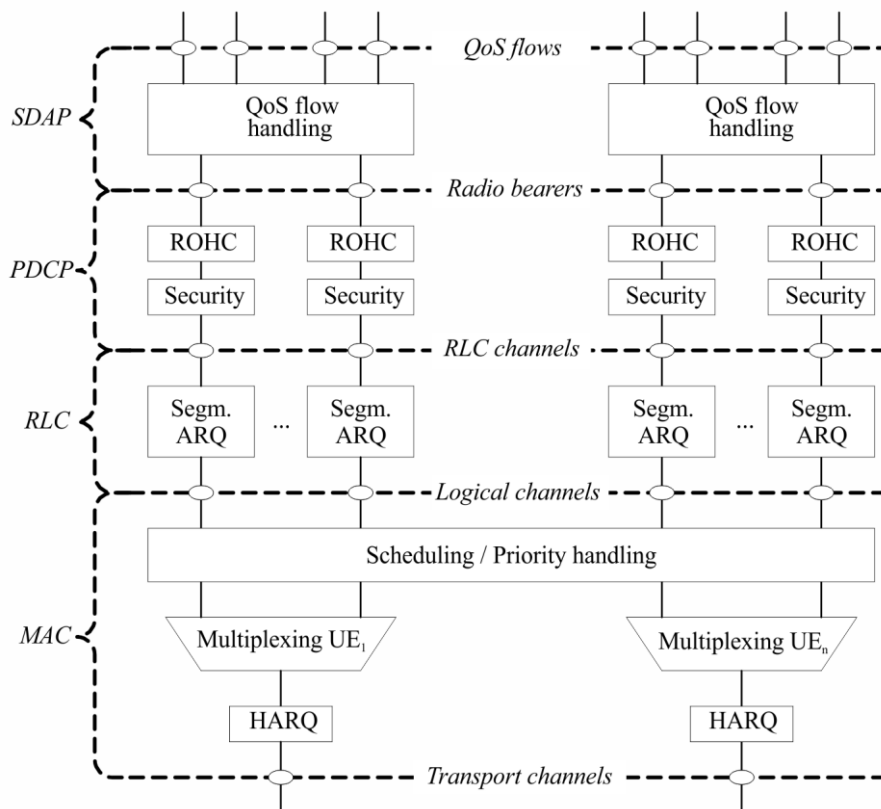 QoS flows
QoS flow
handling
QoS flow
handling
SDAP
Radio bearers
ROHC
ROHC
ROHC
ROHC
PDCP
Security
Security
Security
Security
RLC channels
Segm.
ARQ
...
Segm.
ARQ
Segm.
ARQ
...
Segm.
ARQ
RLC
Logical channels
Scheduling / Priority handling
MAC
Multiplexing UE₁
Multiplexing UEₙ
HARQ
HARQ
Transport channels